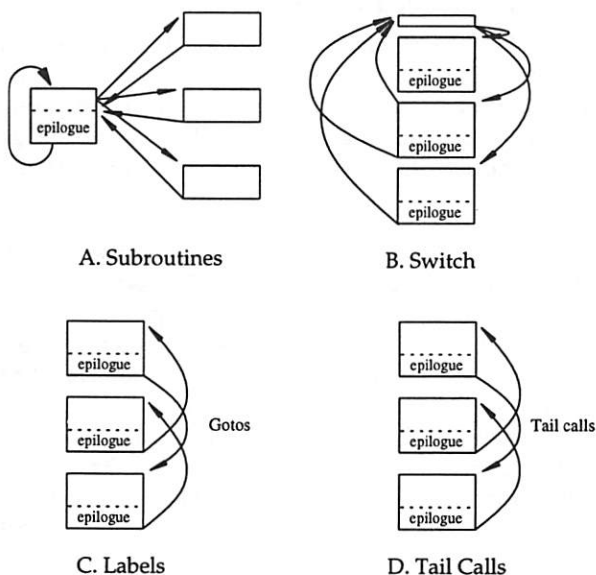 epilogue
A. Subroutines
epilogue
epilogue
epilogue
B. Switch
epilogue
epilogue
epilogue
Gotos
C. Labels
epilogue
epilogue
epilogue
Tail calls
D. Tail Calls